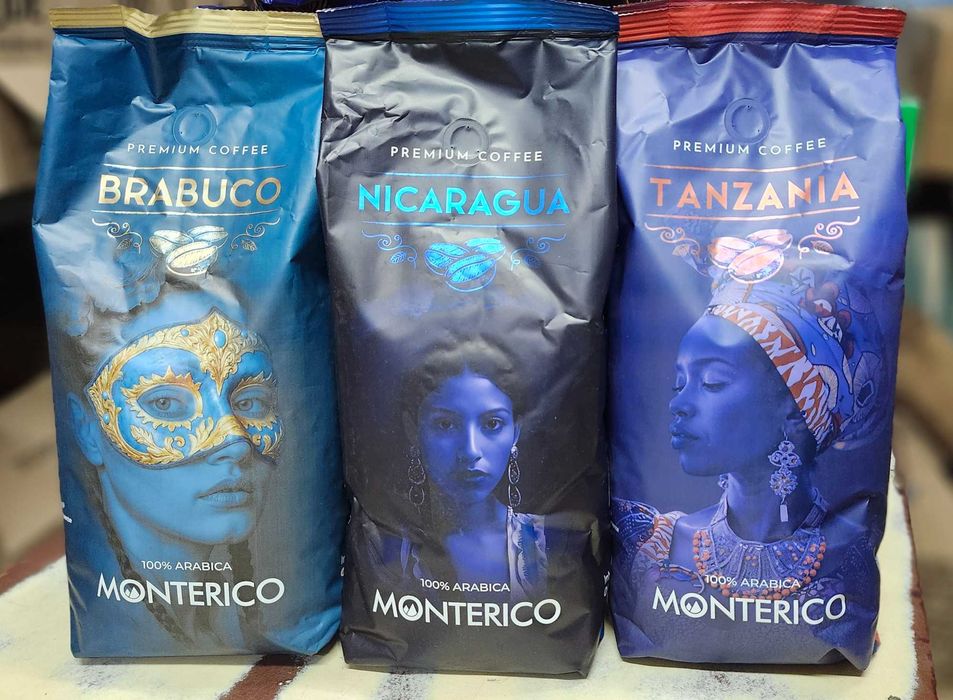 PREMIUM COFFEE
BRABUCO
100% ARABICA
MONTERICO
PREMIUM COFFEE
NICARAGUA
100% ARABICA
MONTERICO
PREMIUM COFFEE
TANZANIA
100% ARABICA
MONTERICO